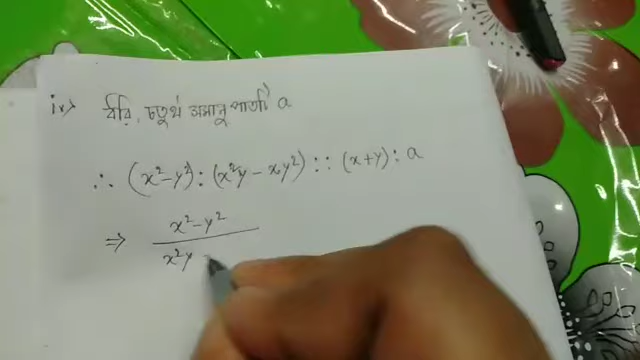 iv> ধরি, চতুর্থ সমানুপাতী a
∴ (x²-y²) : (x²y - xy²) :: (x+y) : a
⇒ x²-y²
x²y